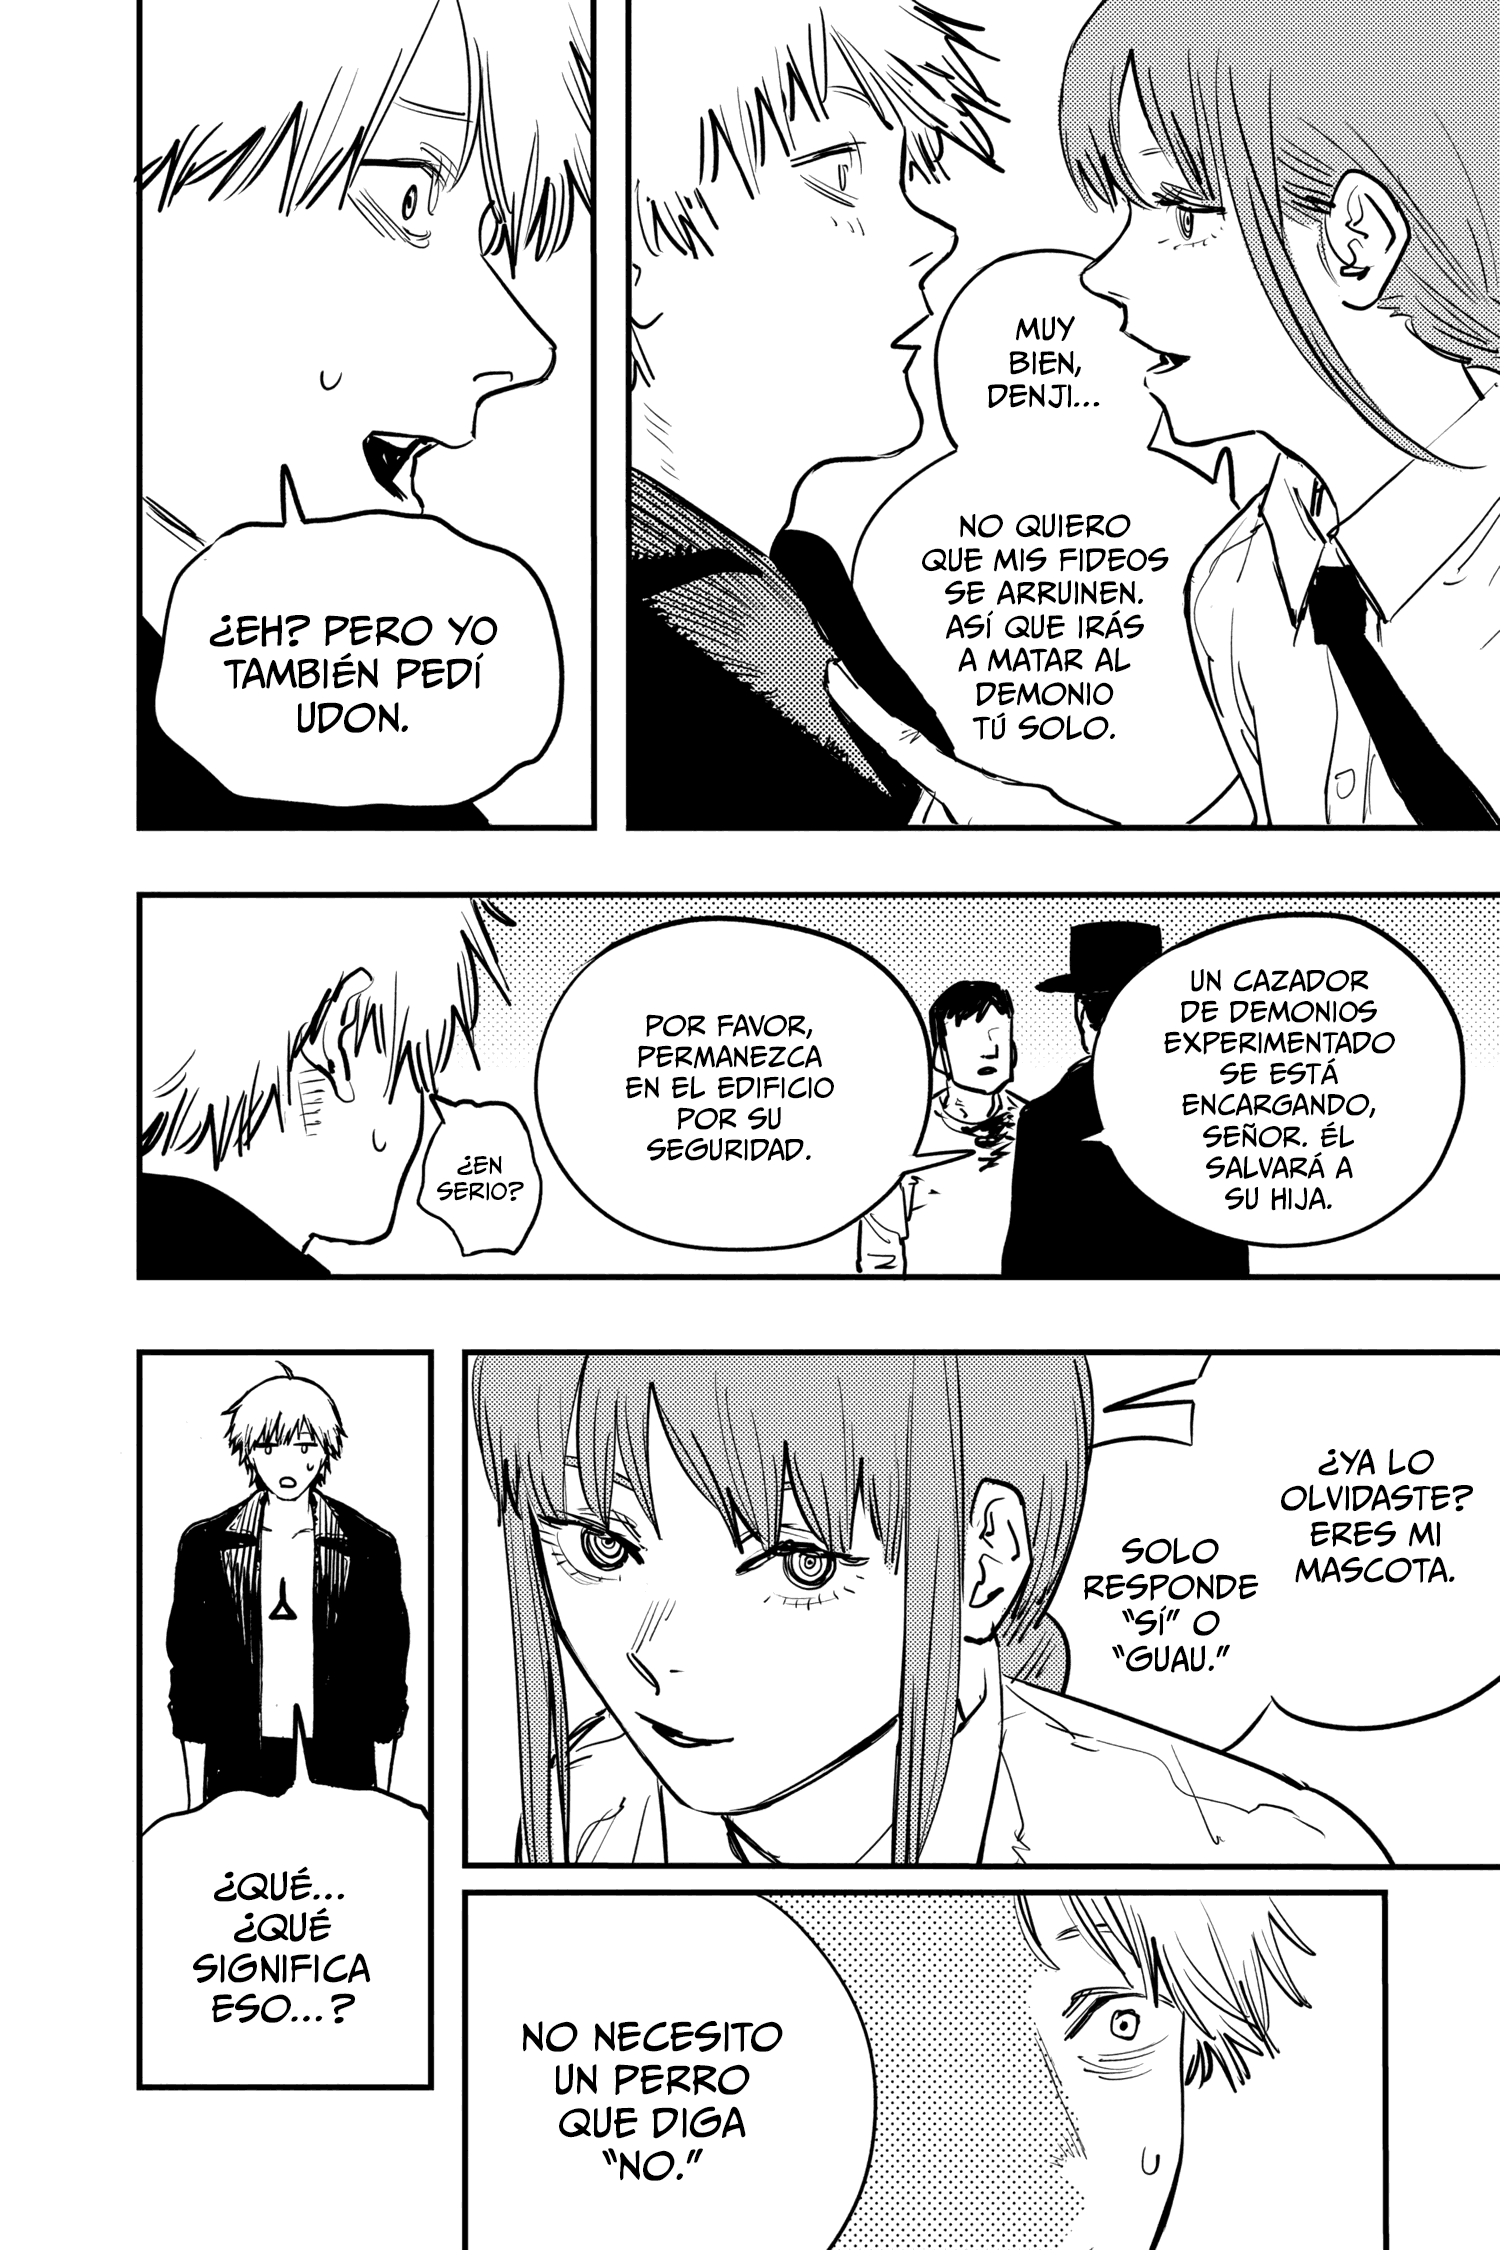 MUY
BIEN,
DENJI...
NO QUIERO
QUE MIS FIDEOS
SE ARRUINEN.
ASÍ QUE IRÁS
A MATAR AL
DEMONIO
TÚ SOLO.
¿EH? PERO YO
TAMBIÉN PEDÍ
UDON.
UN CAZADOR
DE DEMONIOS
EXPERIMENTADO
SE ESTÁ
ENCARGANDO,
SEÑOR. ÉL
SALVARÁ A
SU HIJA.
POR FAVOR,
PERMANEZCA
EN EL EDIFICIO
POR SU
SEGURIDAD.
¿EN
SERIO?
¿YA LO
OLVIDASTE?
ERES MI
MASCOTA.
SOLO
RESPONDE
“SÍ” O
“GUAU.”
¿QUÉ...
¿QUÉ
SIGNIFICA
ESO...?
NO NECESITO
UN PERRO
QUE DIGA
“NO.”